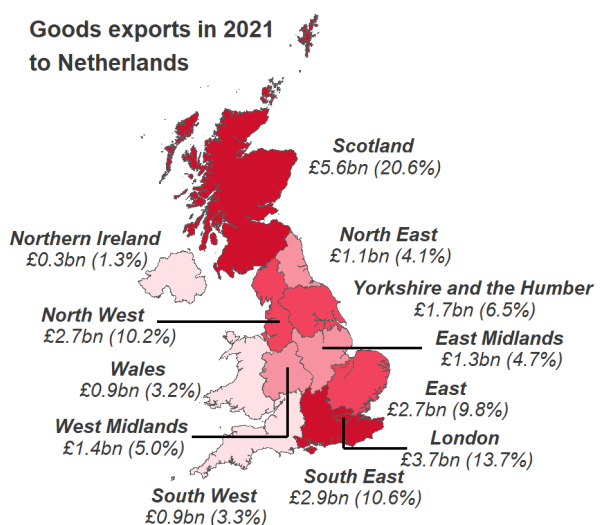 Goods exports in 2021
to Netherlands
Scotland
£5.6bn (20.6%)
Northern Ireland
£0.3bn (1.3%)
North East
£1.1bn (4.1%)
Yorkshire and the Humber
£1.7bn (6.5%)
North West
£2.7bn (10.2%)
East Midlands
£1.3bn (4.7%)
Wales
£0.9bn (3.2%)
East
£2.7bn (9.8%)
West Midlands
£1.4bn (5.0%)
London
£3.7bn (13.7%)
South East
£2.9bn (10.6%)
South West
£0.9bn (3.3%)